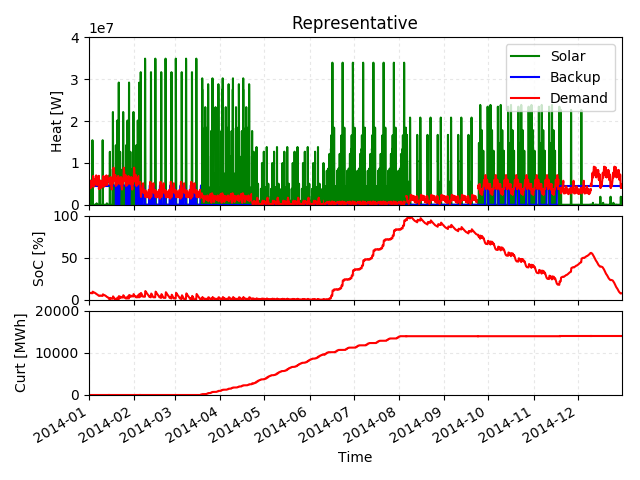 Representative
1e7
4
3
2
1
0
Heat [W]
Solar
Backup
Demand
100
50
0
SoC [%]
20000
10000
0
Curt [MWh]
2014-01
2014-02
2014-03
2014-04
2014-05
2014-06
2014-07
2014-08
2014-09
2014-10
2014-11
2014-12
Time